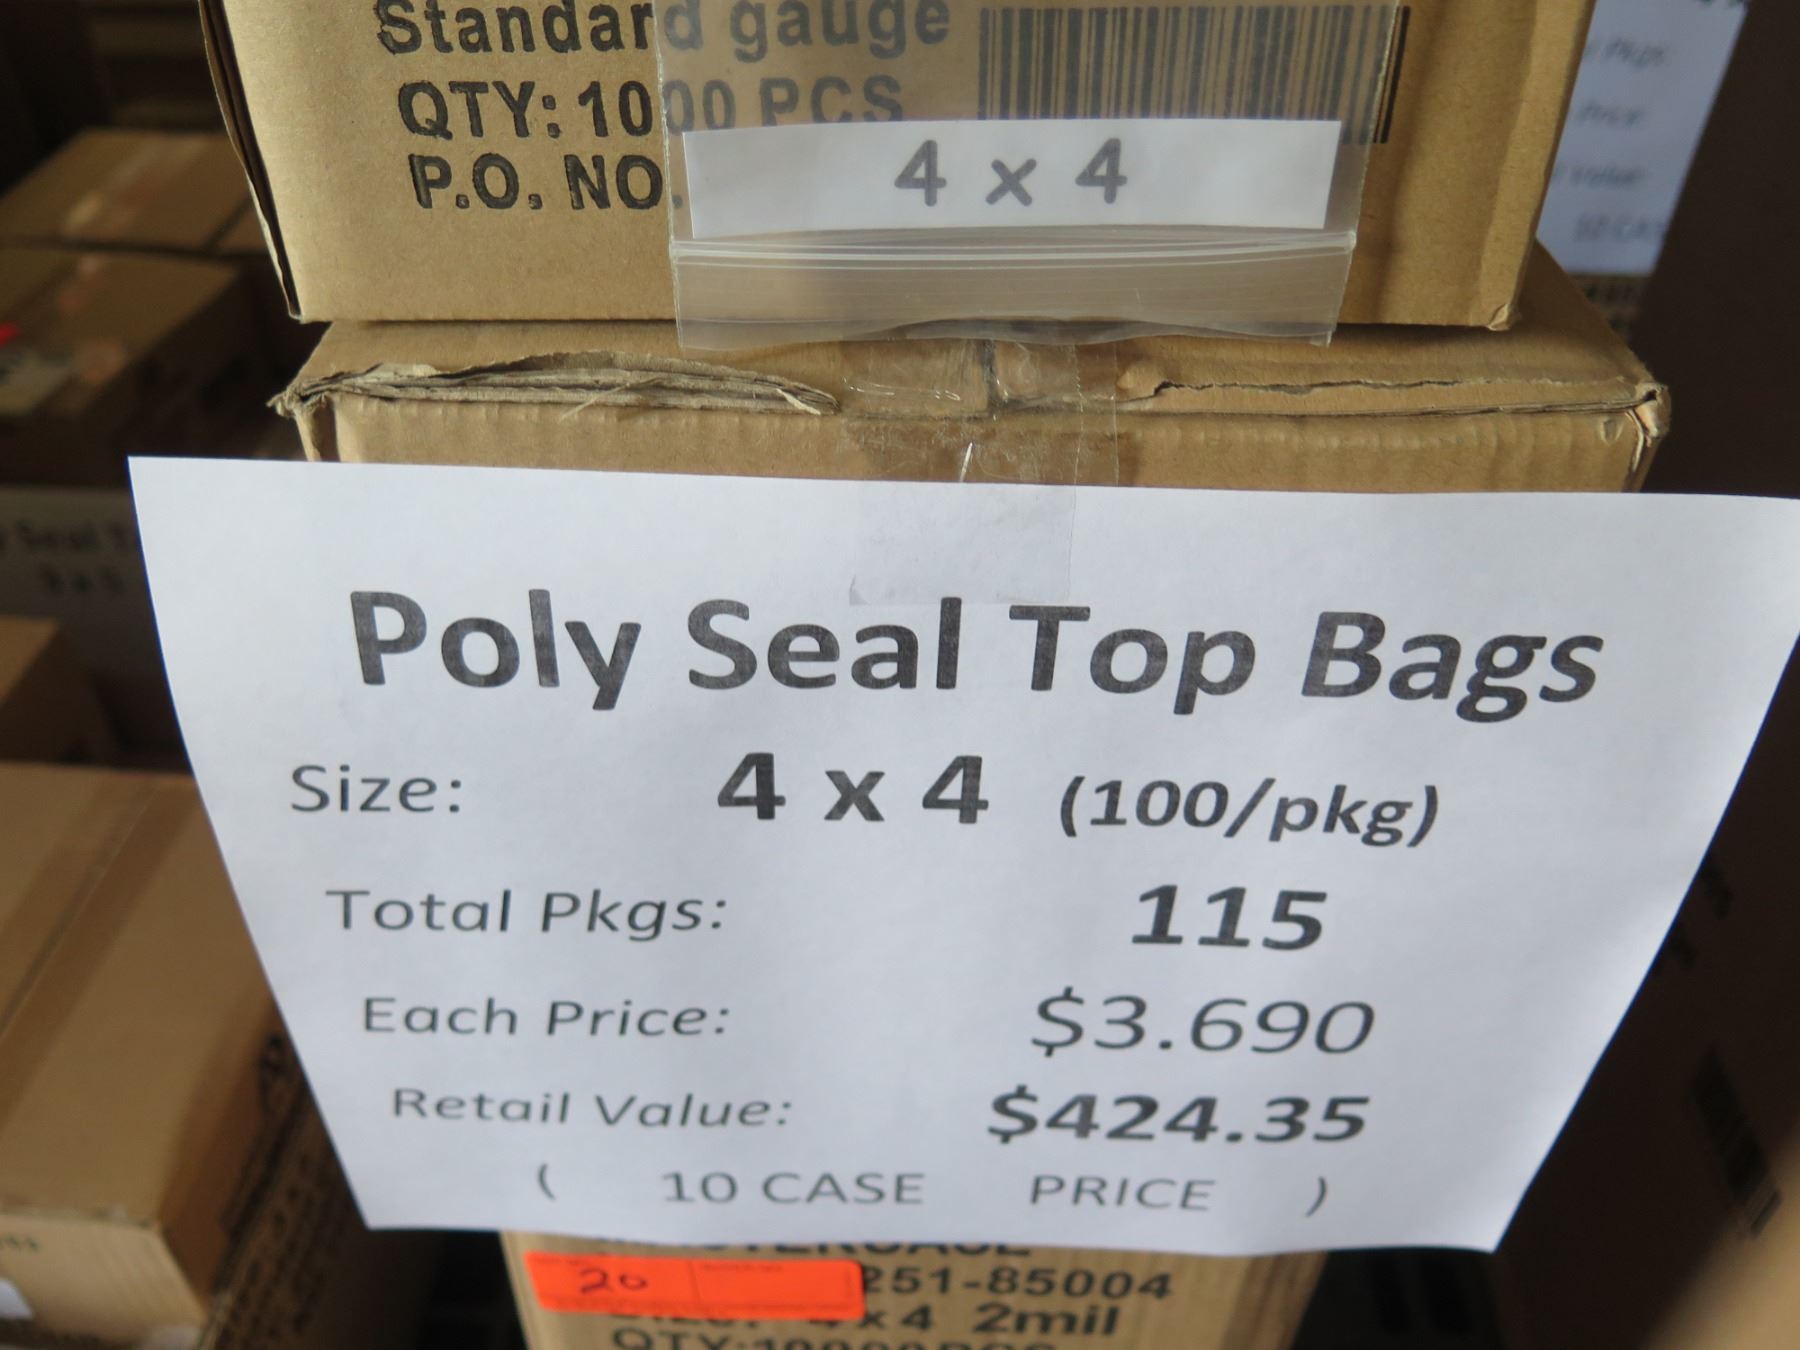 Standard gauge
QTY: 1000 PCS
P.O. NO.
4 x 4
Poly Seal Top Bags
Size: 4 x 4 (100/pkg)
Total Pkgs: 115
Each Price: $3.690
Retail Value: $424.35
( 10 CASE PRICE )
20
251-85004
4 x 4 2mil